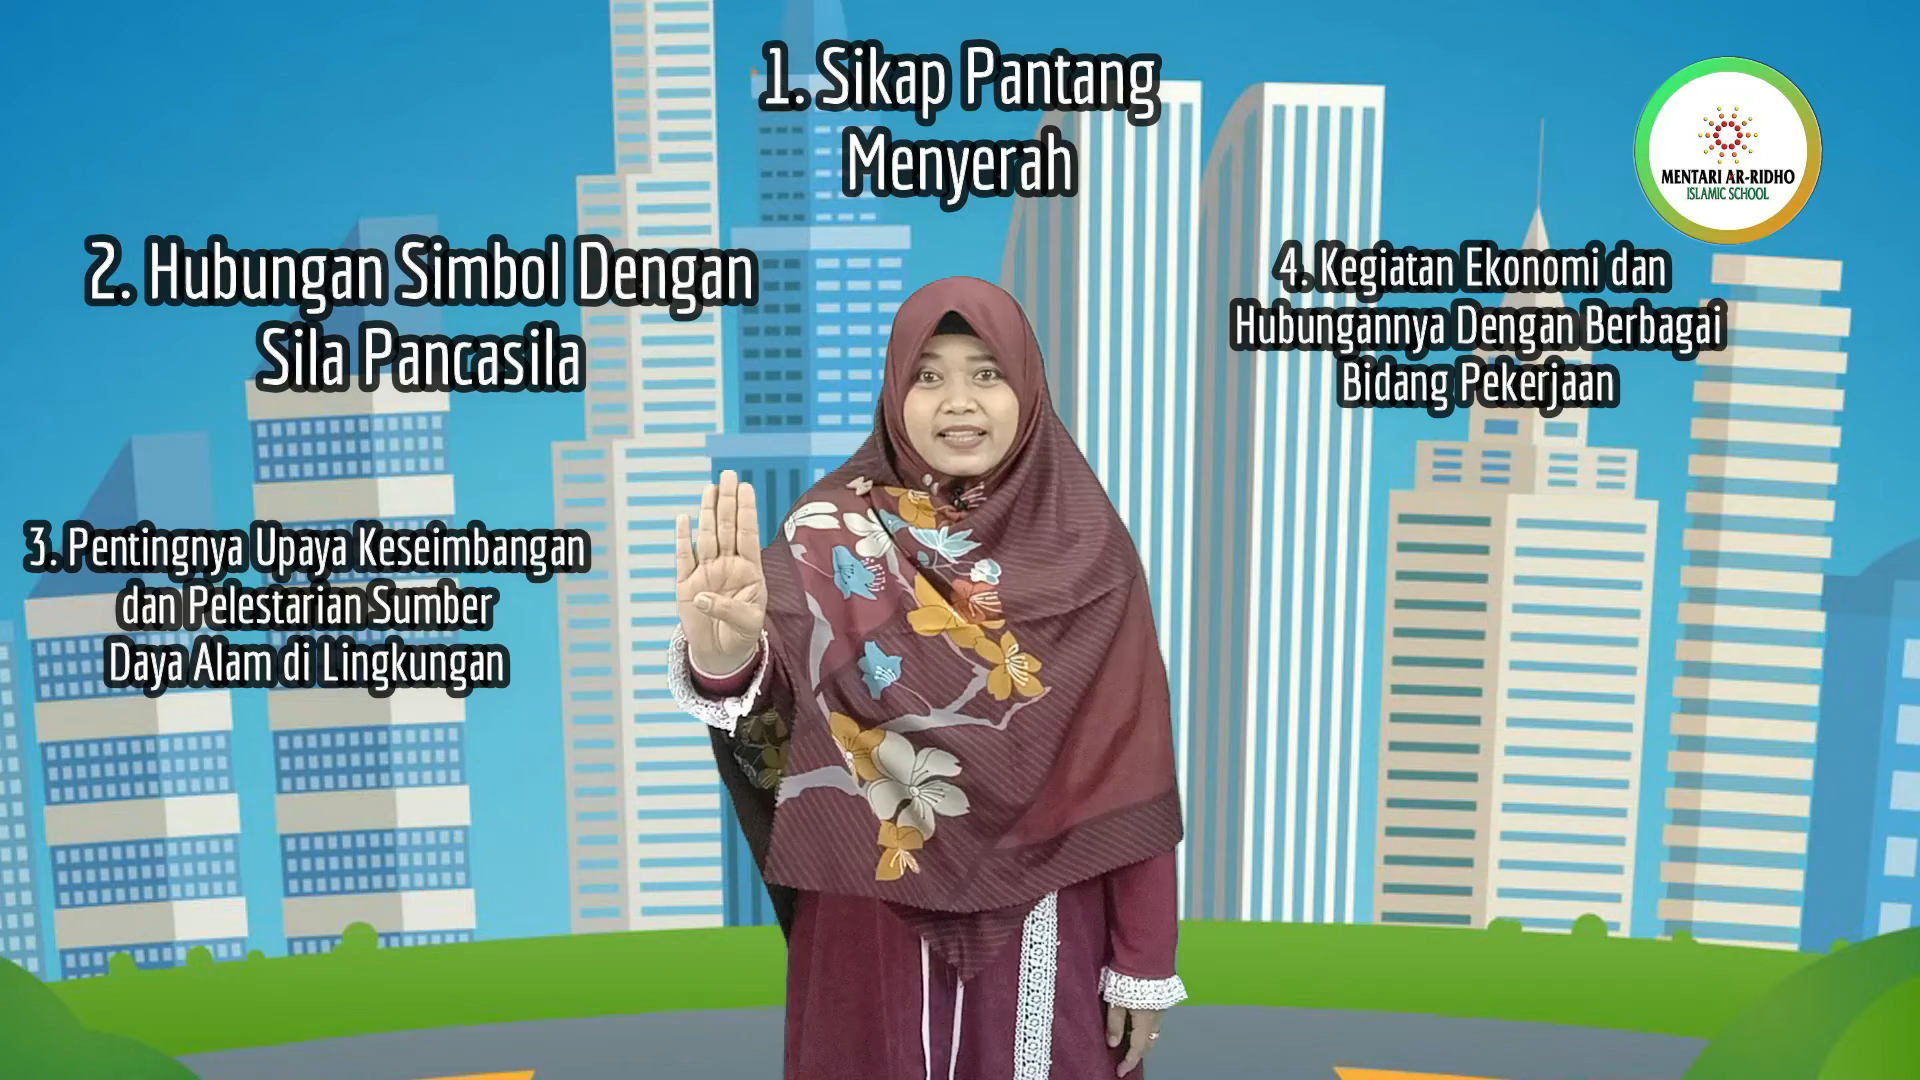 1. Sikap Pantang
Menyerah
2. Hubungan Simbol Dengan
Sila Pancasila
3. Pentingnya Upaya Keseimbangan
dan Pelestarian Sumber
Daya Alam di Lingkungan
4. Kegiatan Ekonomi dan
Hubungannya Dengan Berbagai
Bidang Pekerjaan
MENTARI AR-RIDHO
ISLAMIC SCHOOL